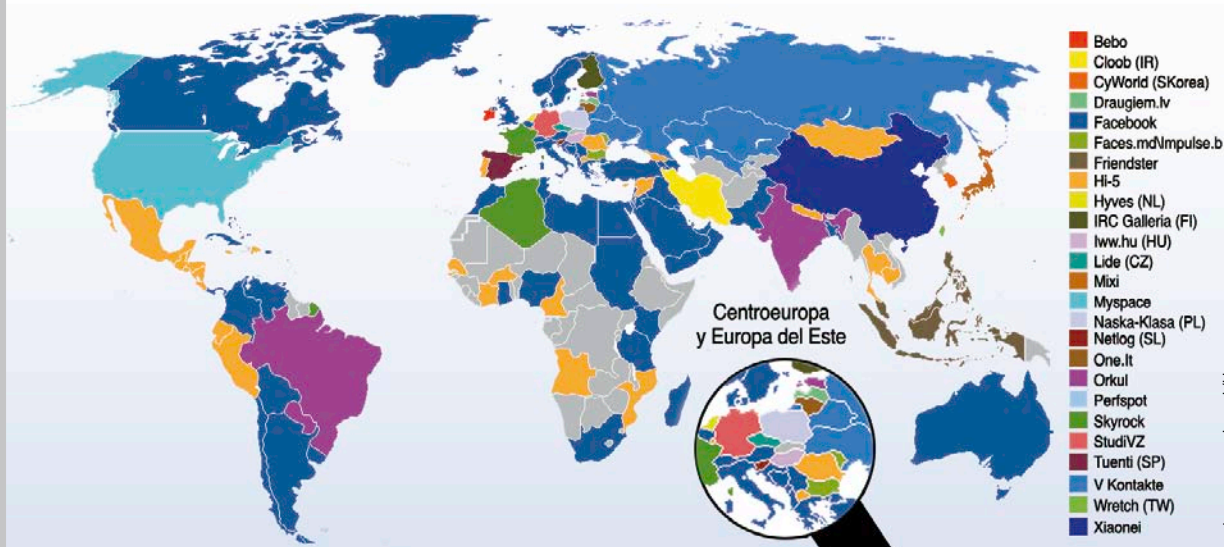 Bebo
Cloob (IR)
CyWorld (SKorea)
Draugiem.lv
Facebook
Faces.md\Impulse.b
Friendster
Hi-5
Hyves (NL)
IRC Galleria (FI)
Iww.hu (HU)
Lide (CZ)
Mixi
Myspace
Naska-Klasa (PL)
Netlog (SL)
One.lt
Orkul
Perfspot
Skyrock
StudiVZ
Tuenti (SP)
V Kontakte
Wretch (TW)
Xiaonei
Centroeuropa
y Europa del Este